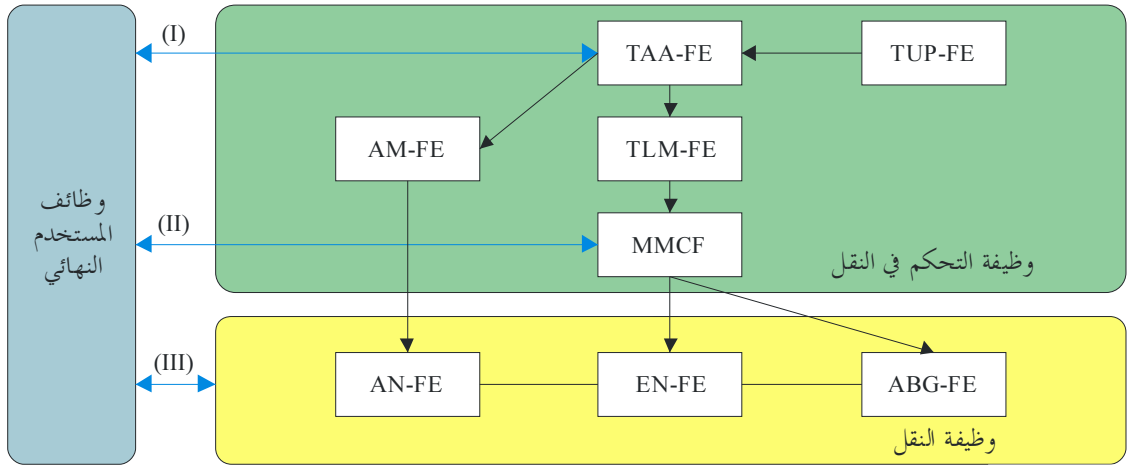 (I)
TAA-FE
TUP-FE
AM-FE
TLM-FE
وظائف
المستخدم
النهائي
(II)
MMCF
وظيفة التحكم في النقل
(III)
AN-FE
EN-FE
ABG-FE
وظيفة النقل